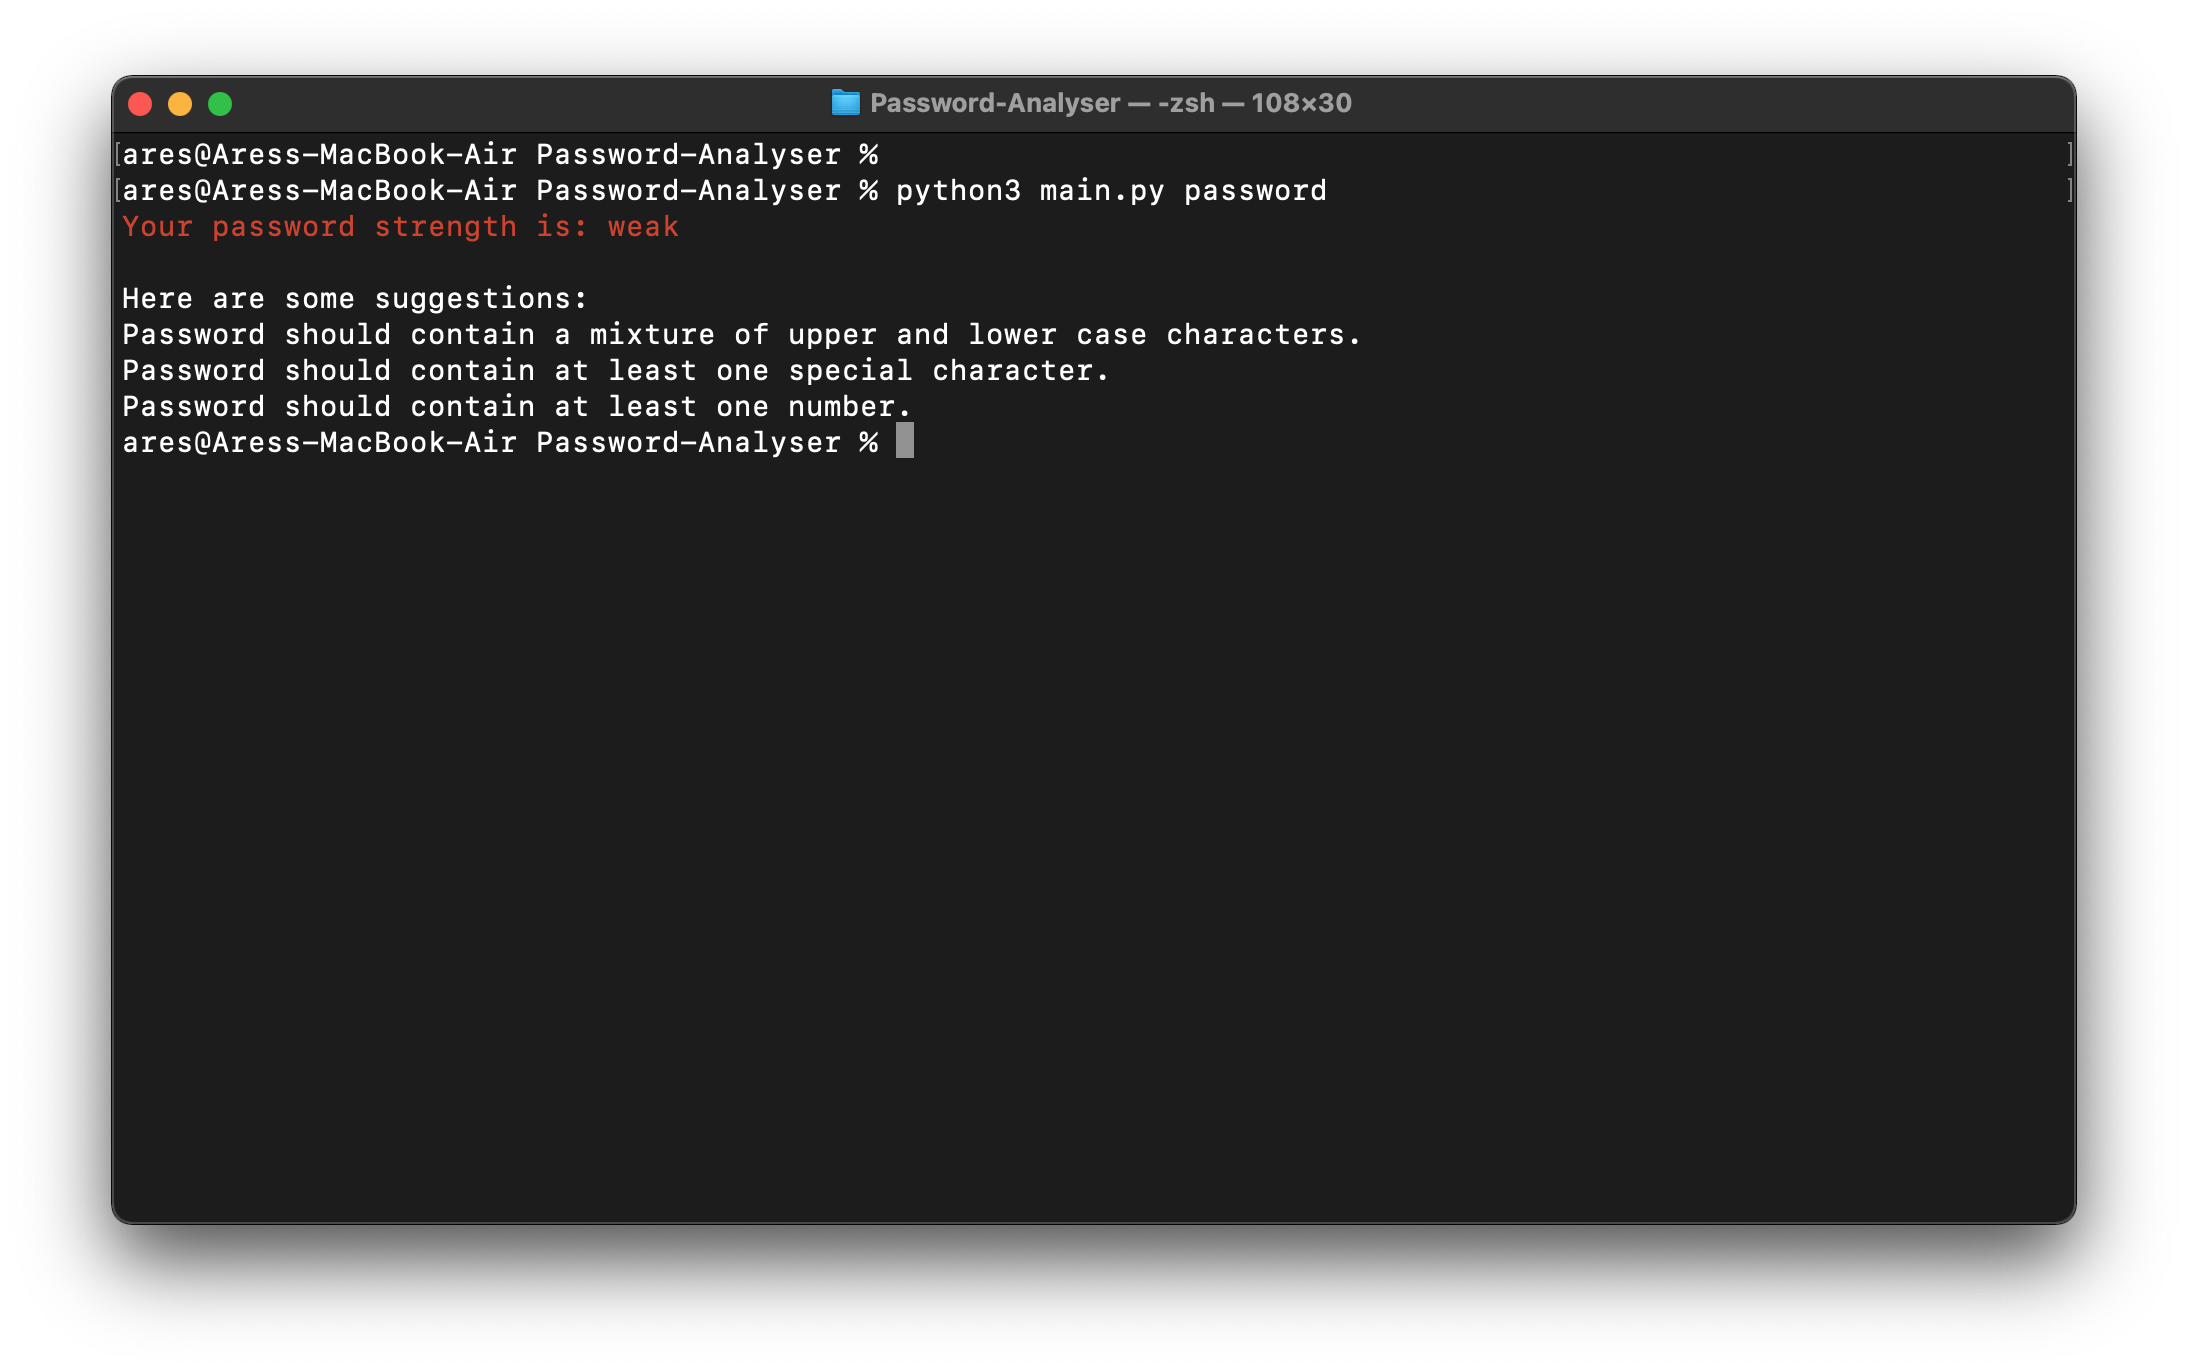 Password-Analyser — -zsh — 108×30
[ares@Aress-MacBook-Air Password-Analyser % ]
[ares@Aress-MacBook-Air Password-Analyser % python3 main.py password ]
Your password strength is: weak
Here are some suggestions:
Password should contain a mixture of upper and lower case characters.
Password should contain at least one special character.
Password should contain at least one number.
ares@Aress-MacBook-Air Password-Analyser %